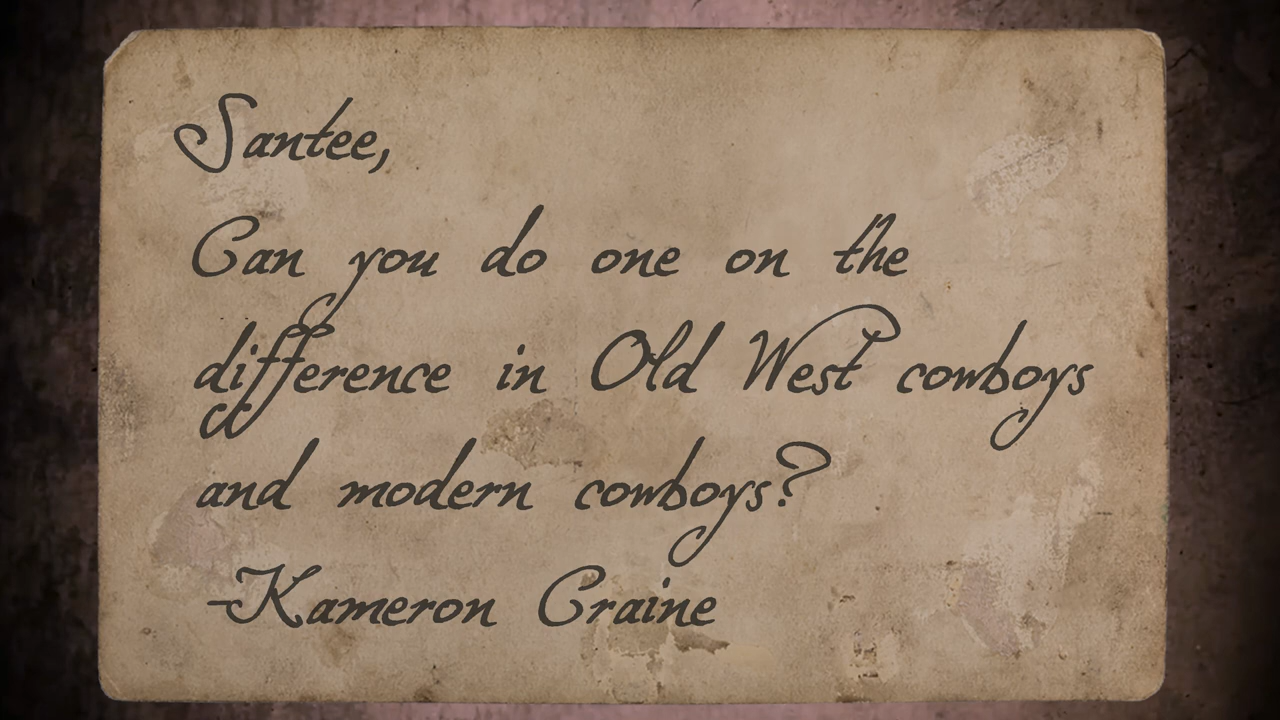 Santee,
Can you do one on the
difference in Old West cowboys
and modern cowboys?
-Kameron Craine